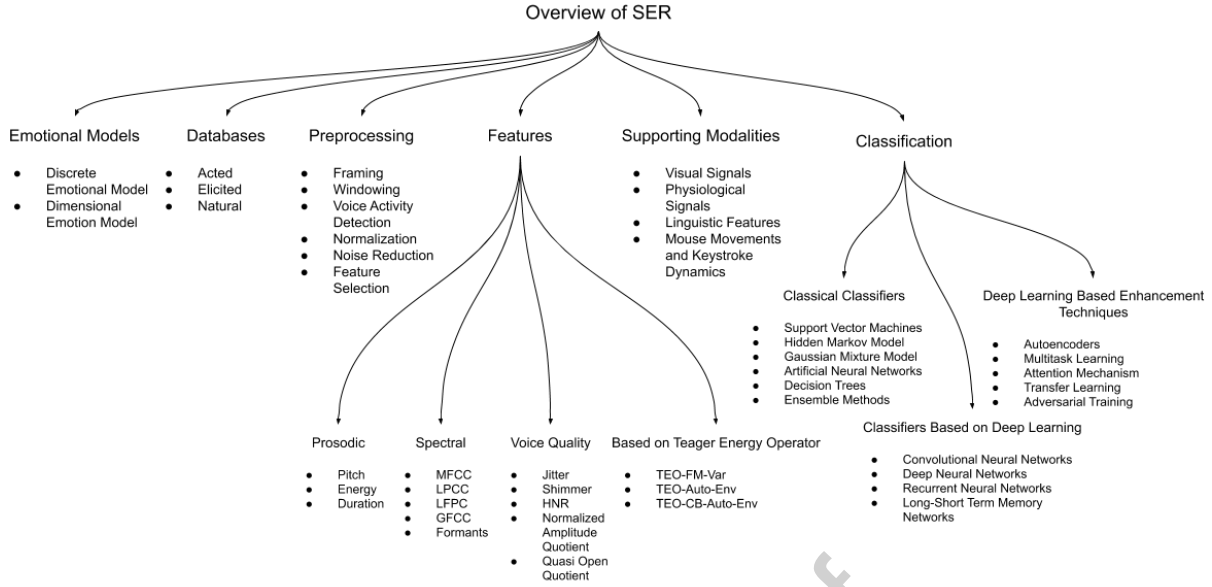 Overview of SER
Emotional Models
● Discrete
Emotional Model
● Dimensional
Emotion Model
Databases
● Acted
● Elicited
● Natural
Preprocessing
● Framing
● Windowing
● Voice Activity
Detection
● Normalization
● Noise Reduction
● Feature
Selection
Features
Prosodic
● Pitch
● Energy
● Duration
Spectral
● MFCC
● LPCC
● LFPC
● GFCC
● Formants
Voice Quality
● Jitter
● Shimmer
● HNR
● Normalized
Amplitude
Quotient
● Quasi Open
Quotient
Based on Teager Energy Operator
● TEO-FM-Var
● TEO-Auto-Env
● TEO-CB-Auto-Env
Supporting Modalities
● Visual Signals
● Physiological
Signals
● Linguistic Features
● Mouse Movements
and Keystroke
Dynamics
Classification
Classical Classifiers
● Support Vector Machines
● Hidden Markov Model
● Gaussian Mixture Model
● Artificial Neural Networks
● Decision Trees
● Ensemble Methods
Classifiers Based on Deep Learning
● Convolutional Neural Networks
● Deep Neural Networks
● Recurrent Neural Networks
● Long-Short Term Memory
Networks
Deep Learning Based Enhancement
Techniques
● Autoencoders
● Multitask Learning
● Attention Mechanism
● Transfer Learning
● Adversarial Training